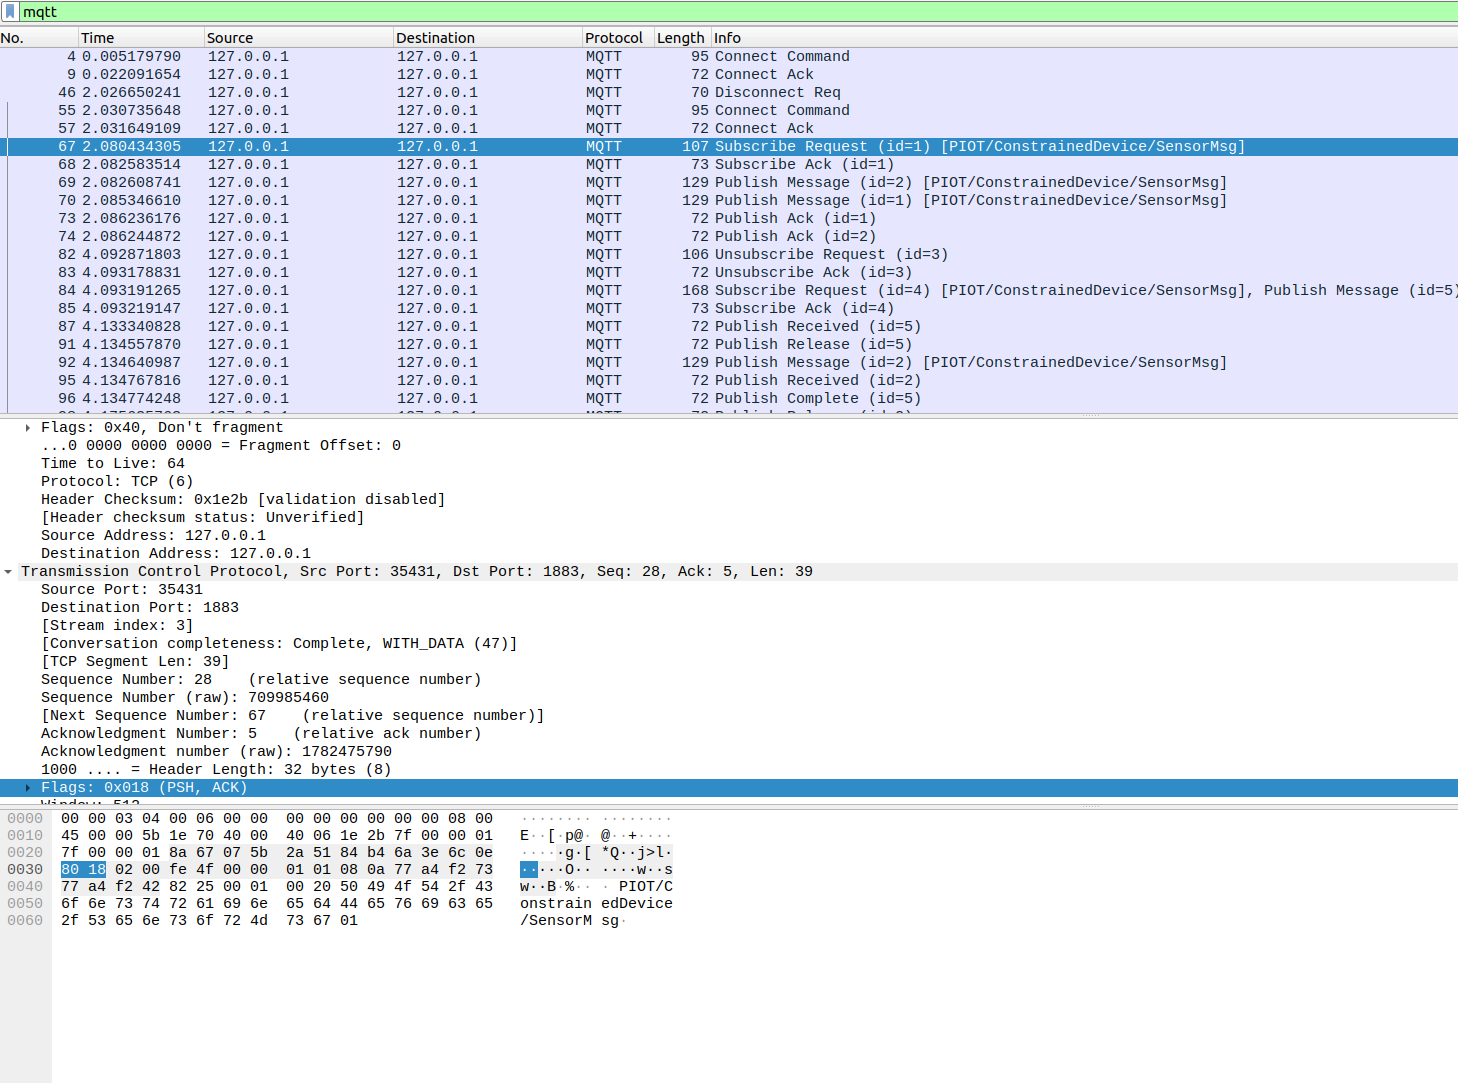 mqtt
No. Time Source Destination Protocol Length Info
4 0.005179790 127.0.0.1 127.0.0.1 MQTT 95 Connect Command
9 0.022091654 127.0.0.1 127.0.0.1 MQTT 72 Connect Ack
46 2.026650241 127.0.0.1 127.0.0.1 MQTT 70 Disconnect Req
55 2.030735648 127.0.0.1 127.0.0.1 MQTT 95 Connect Command
57 2.031649109 127.0.0.1 127.0.0.1 MQTT 72 Connect Ack
67 2.080434305 127.0.0.1 127.0.0.1 MQTT 107 Subscribe Request (id=1) [PIOT/ConstrainedDevice/SensorMsg]
68 2.082583514 127.0.0.1 127.0.0.1 MQTT 73 Subscribe Ack (id=1)
69 2.082608741 127.0.0.1 127.0.0.1 MQTT 129 Publish Message (id=2) [PIOT/ConstrainedDevice/SensorMsg]
70 2.085346610 127.0.0.1 127.0.0.1 MQTT 129 Publish Message (id=1) [PIOT/ConstrainedDevice/SensorMsg]
73 2.086236176 127.0.0.1 127.0.0.1 MQTT 72 Publish Ack (id=1)
74 2.086244872 127.0.0.1 127.0.0.1 MQTT 72 Publish Ack (id=2)
82 4.092871803 127.0.0.1 127.0.0.1 MQTT 106 Unsubscribe Request (id=3)
83 4.093178831 127.0.0.1 127.0.0.1 MQTT 72 Unsubscribe Ack (id=3)
84 4.093191265 127.0.0.1 127.0.0.1 MQTT 168 Subscribe Request (id=4) [PIOT/ConstrainedDevice/SensorMsg], Publish Message (id=5)
85 4.093219147 127.0.0.1 127.0.0.1 MQTT 73 Subscribe Ack (id=4)
87 4.133340828 127.0.0.1 127.0.0.1 MQTT 72 Publish Received (id=5)
91 4.134557870 127.0.0.1 127.0.0.1 MQTT 72 Publish Release (id=5)
92 4.134640987 127.0.0.1 127.0.0.1 MQTT 129 Publish Message (id=2) [PIOT/ConstrainedDevice/SensorMsg]
95 4.134767816 127.0.0.1 127.0.0.1 MQTT 72 Publish Received (id=2)
96 4.134774248 127.0.0.1 127.0.0.1 MQTT 72 Publish Complete (id=5)
Flags: 0x40, Don't fragment
...0 0000 0000 0000 = Fragment Offset: 0
Time to Live: 64
Protocol: TCP (6)
Header Checksum: 0x1e2b [validation disabled]
[Header checksum status: Unverified]
Source Address: 127.0.0.1
Destination Address: 127.0.0.1
Transmission Control Protocol, Src Port: 35431, Dst Port: 1883, Seq: 28, Ack: 5, Len: 39
Source Port: 35431
Destination Port: 1883
[Stream index: 3]
[Conversation completeness: Complete, WITH_DATA (47)]
[TCP Segment Len: 39]
Sequence Number: 28    (relative sequence number)
Sequence Number (raw): 709985460
[Next Sequence Number: 67    (relative sequence number)]
Acknowledgment Number: 5    (relative ack number)
Acknowledgment number (raw): 1782475790
1000 .... = Header Length: 32 bytes (8)
Flags: 0x018 (PSH, ACK)
0000 00 00 03 04 00 06 00 00 00 00 00 00 00 00 08 00 ········ ········
0010 45 00 00 5b 1e 70 40 00 40 06 1e 2b 7f 00 00 01 E··[·p@· @··+····
0020 7f 00 00 01 8a 67 07 5b 2a 51 84 b4 6a 3e 6c 0e ·····g·[ *Q··j>l·
0030 80 18 02 00 fe 4f 00 00 01 01 08 0a 77 a4 f2 73 ·····O·· ····w··s
0040 77 a4 f2 42 82 25 00 01 00 20 50 49 4f 54 2f 43 w··B·%·· · PIOT/C
0050 6f 6e 73 74 72 61 69 6e 65 64 44 65 76 69 63 65 onstrain edDevice
0060 2f 53 65 6e 73 6f 72 4d 73 67 01 /SensorM sg·